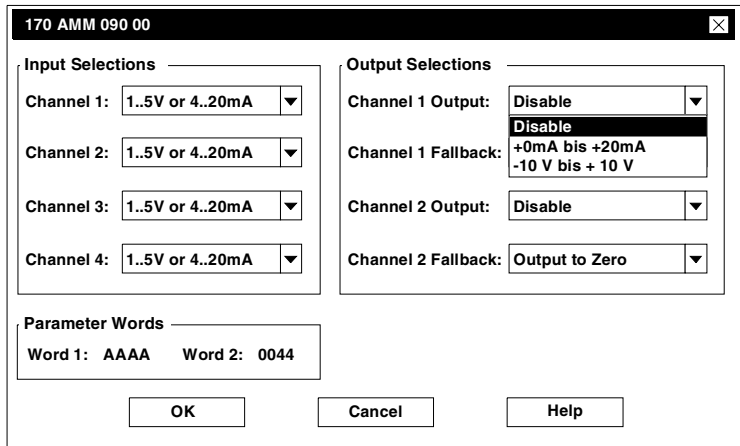 170 AMM 090 00
Input Selections
Channel 1: 1..5V or 4..20mA
Channel 2: 1..5V or 4..20mA
Channel 3: 1..5V or 4..20mA
Channel 4: 1..5V or 4..20mA
Output Selections
Channel 1 Output: Disable
Disable
+0mA bis +20mA
-10 V bis + 10 V
Channel 1 Fallback:
Channel 2 Output: Disable
Channel 2 Fallback: Output to Zero
Parameter Words
Word 1: AAAA Word 2: 0044
OK Cancel Help